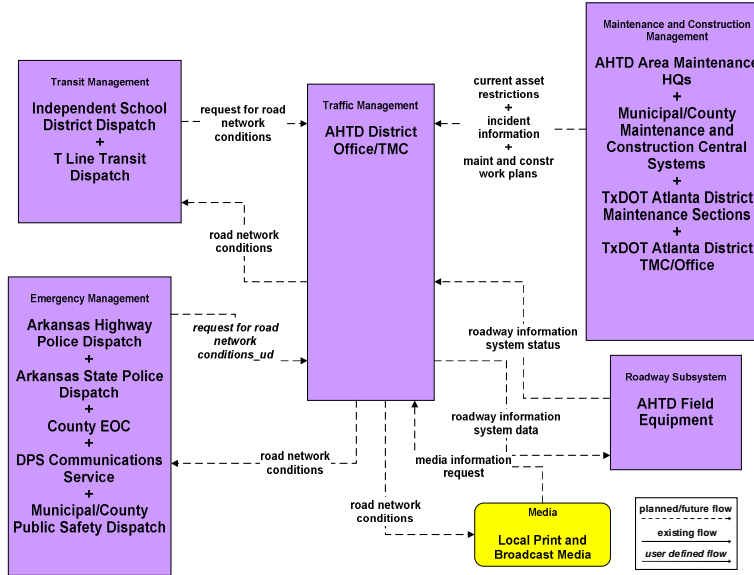 Maintenance and Construction
Management
AHTD Area Maintenance
HQs
+
Municipal/County
Maintenance and
Construction Central
Systems
+
TxDOT Atlanta District
Maintenance Sections
+
TxDOT Atlanta District
TMC/Office
Transit Management
Independent School
District Dispatch
+
T Line Transit
Dispatch
request for road
network
conditions
Traffic Management
AHTD District
Office/TMC
current asset
restrictions
+
incident
information
+
maint and constr
work plans
road network
conditions
Emergency Management
Arkansas Highway
Police Dispatch
+
Arkansas State Police
Dispatch
+
County EOC
+
DPS Communications
Service
+
Municipal/County
Public Safety Dispatch
request for road
network
conditions_ud
roadway information
system status
Roadway Subsystem
AHTD Field
Equipment
roadway information
system data
road network
conditions
media information
request
road network
conditions
Media
Local Print and
Broadcast Media
planned/future flow
existing flow
user defined flow